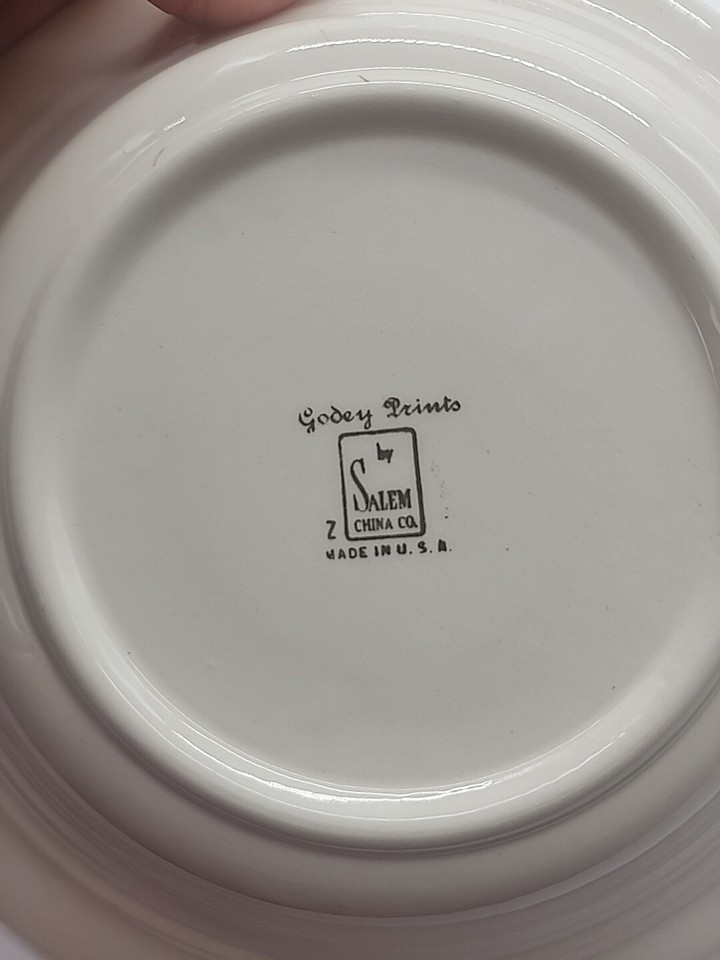 Godey Prints
by
SALEM
Z CHINA CO.
MADE IN U. S. A.